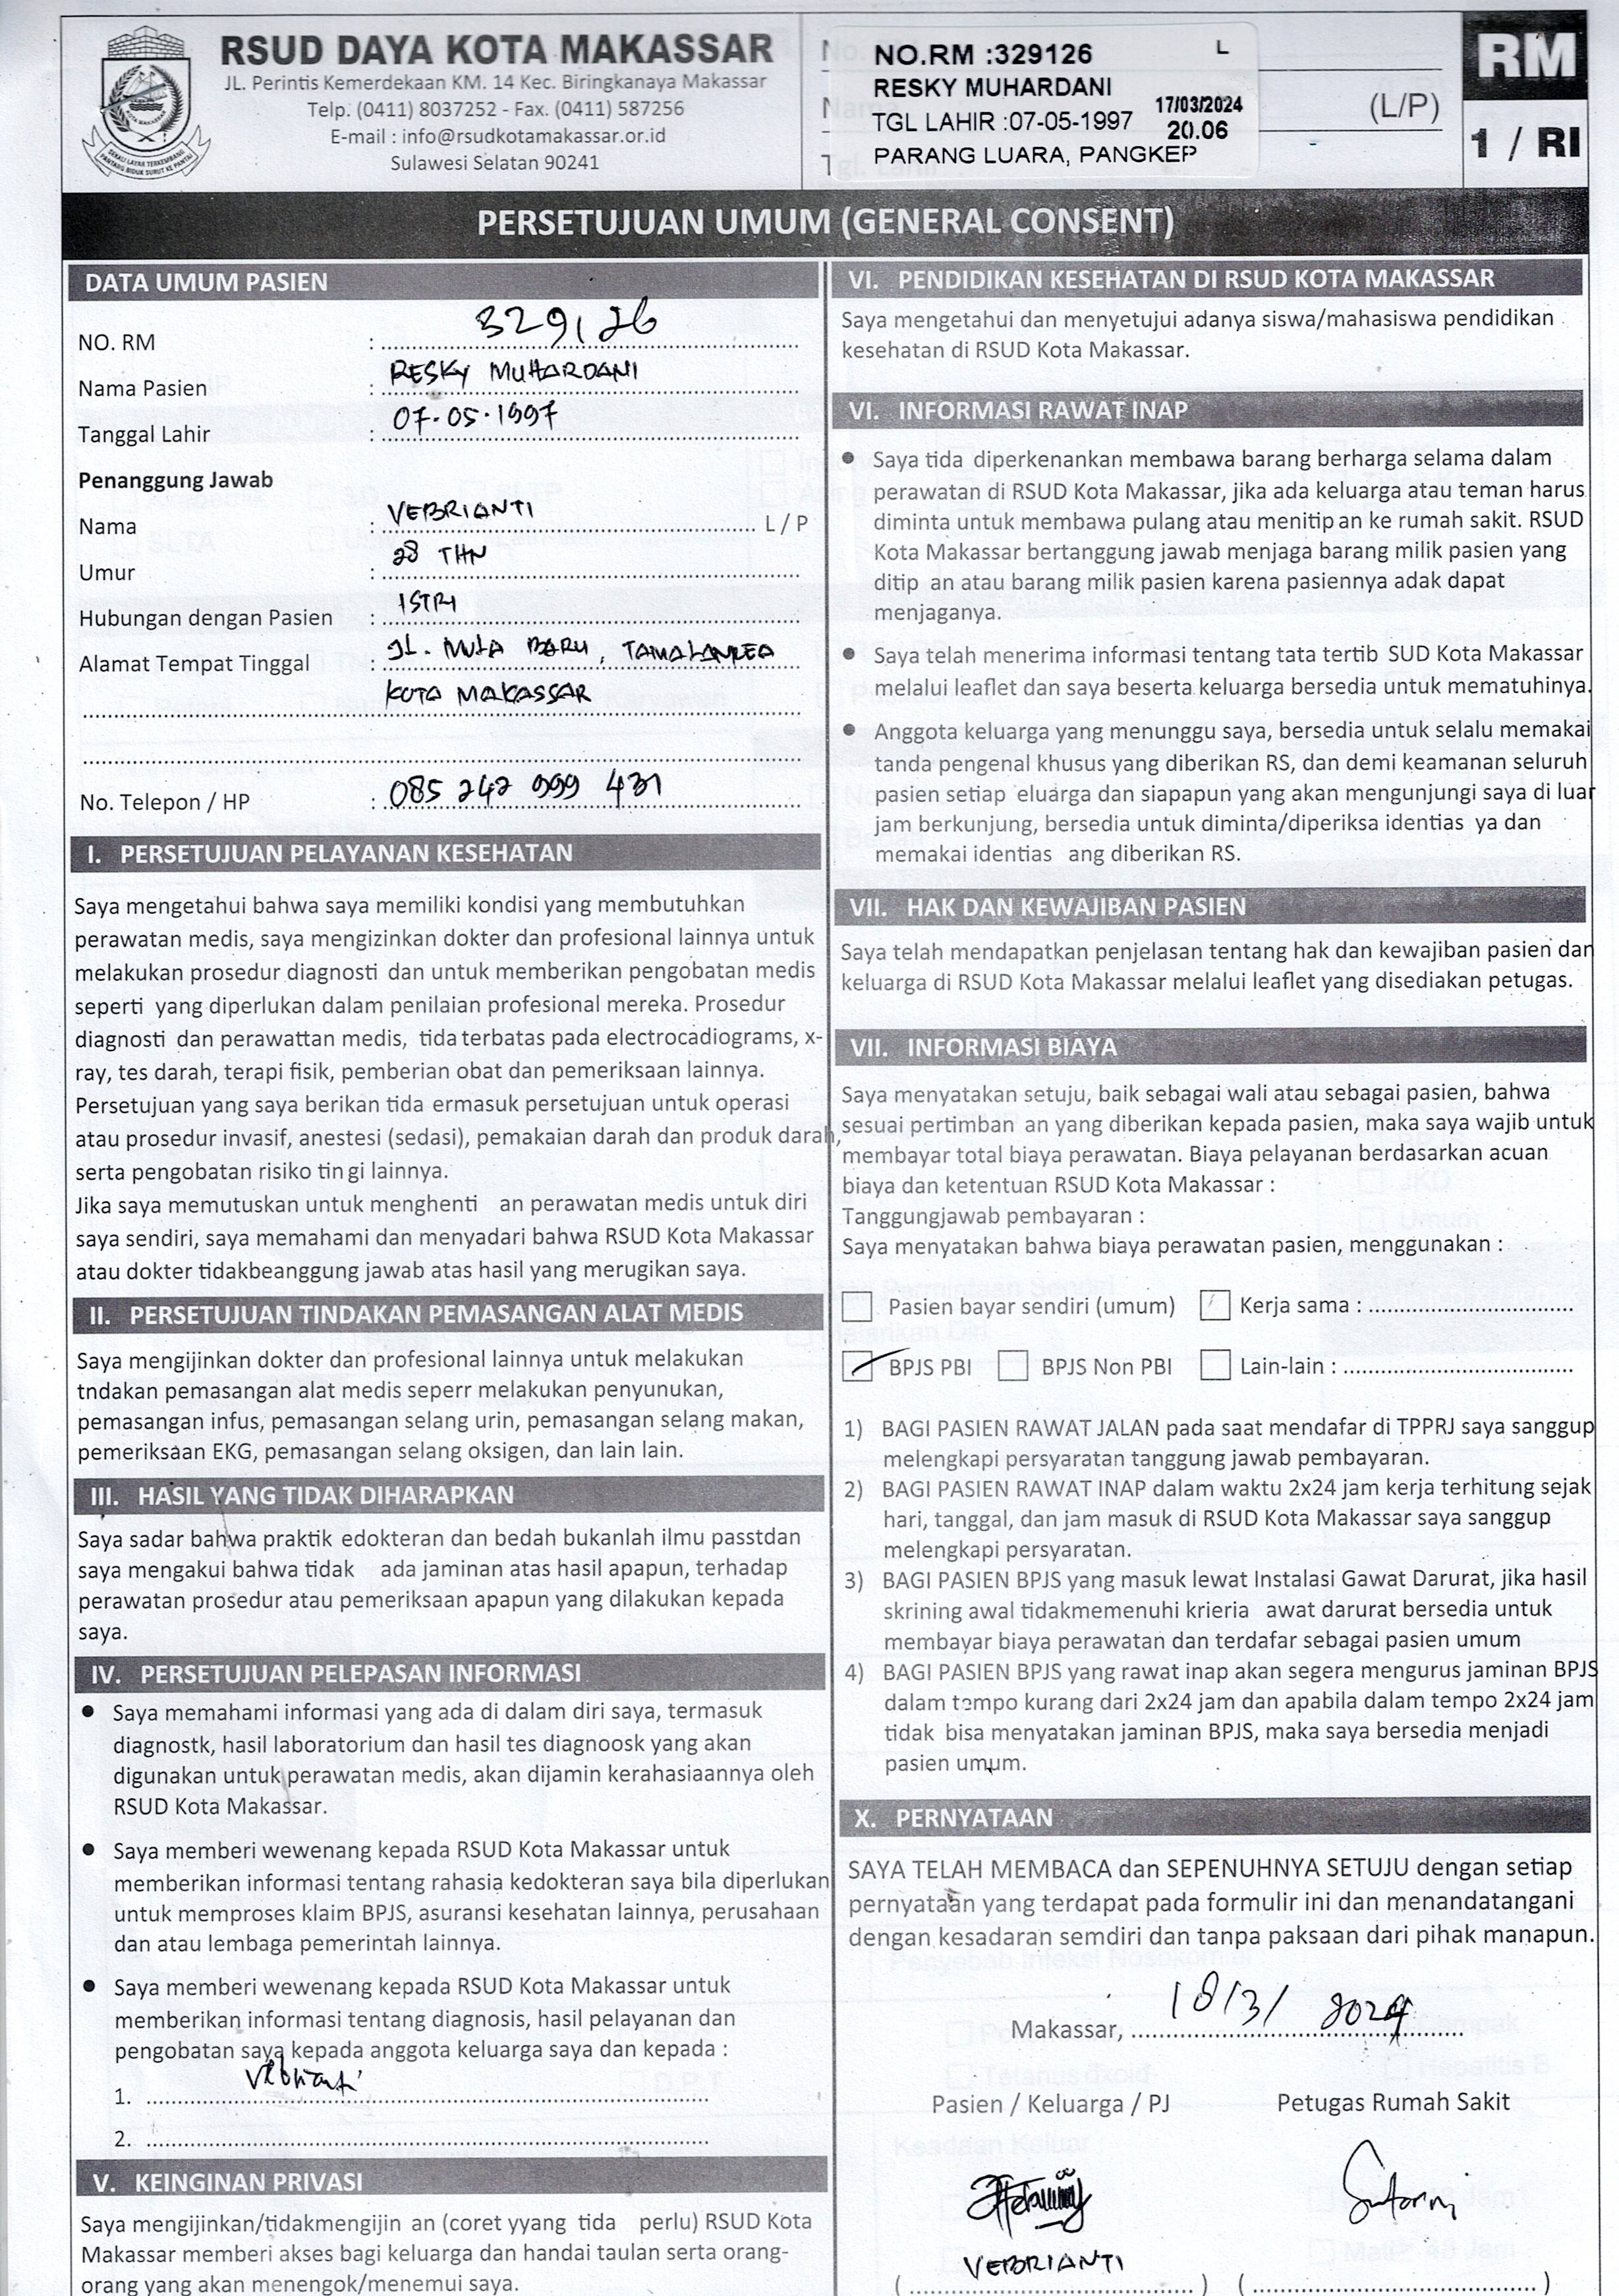 RSUD DAYA KOTA MAKASSAR
JL. Perintis Kemerdekaan KM. 14 Kec. Biringkanaya Makassar
Telp. (0411) 8037252 - Fax. (0411) 587256
E-mail : info@rsudkotamakassar.or.id
Sulawesi Selatan 90241
NO.RM :329126 L
RESKY MUHARDANI
TGL LAHIR :07-05-1997 17/03/2024
20.06
PARANG LUARA, PANGKEP
(L/P)
RM
1 / RI
PERSETUJUAN UMUM (GENERAL CONSENT)
DATA UMUM PASIEN
NO. RM : 329126
Nama Pasien : RESKY MUHARDANI
Tanggal Lahir : 07-05-1997
Penanggung Jawab
Nama : VEBRIANTI L / P
Umur : 28 THN
Hubungan dengan Pasien : ISTRI
Alamat Tempat Tinggal : JL. NUTA BARU, TAMALANREA
KOTA MAKASSAR
No. Telepon / HP : 085 242 999 431
I. PERSETUJUAN PELAYANAN KESEHATAN
Saya mengetahui bahwa saya memiliki kondisi yang membutuhkan
perawatan medis, saya mengizinkan dokter dan profesional lainnya untuk
melakukan prosedur diagnosti dan untuk memberikan pengobatan medis
seperti yang diperlukan dalam penilaian profesional mereka. Prosedur
diagnosti dan perawattan medis, tida terbatas pada electrocadiograms, x-
ray, tes darah, terapi fisik, pemberian obat dan pemeriksaan lainnya.
Persetujuan yang saya berikan tida ermasuk persetujuan untuk operasi
atau prosedur invasif, anestesi (sedasi), pemakaian darah dan produk darah,
serta pengobatan risiko tin gi lainnya.
Jika saya memutuskan untuk menghenti an perawatan medis untuk diri
saya sendiri, saya memahami dan menyadari bahwa RSUD Kota Makassar
atau dokter tidakbeanggung jawab atas hasil yang merugikan saya.
II. PERSETUJUAN TINDAKAN PEMASANGAN ALAT MEDIS
Saya mengijinkan dokter dan profesional lainnya untuk melakukan
tndakan pemasangan alat medis seperr melakukan penyunukan,
pemasangan infus, pemasangan selang urin, pemasangan selang makan,
pemeriksaan EKG, pemasangan selang oksigen, dan lain lain.
III. HASIL YANG TIDAK DIHARAPKAN
Saya sadar bahwa praktik edokteran dan bedah bukanlah ilmu passtdan
saya mengakui bahwa tidak ada jaminan atas hasil apapun, terhadap
perawatan prosedur atau pemeriksaan apapun yang dilakukan kepada
saya.
IV. PERSETUJUAN PELEPASAN INFORMASI
● Saya memahami informasi yang ada di dalam diri saya, termasuk
diagnostk, hasil laboratorium dan hasil tes diagnoosk yang akan
digunakan untuk perawatan medis, akan dijamin kerahasiaannya oleh
RSUD Kota Makassar.
● Saya memberi wewenang kepada RSUD Kota Makassar untuk
memberikan informasi tentang rahasia kedokteran saya bila diperlukan
untuk memproses klaim BPJS, asuransi kesehatan lainnya, perusahaan
dan atau lembaga pemerintah lainnya.
● Saya memberi wewenang kepada RSUD Kota Makassar untuk
memberikan informasi tentang diagnosis, hasil pelayanan dan
pengobatan saya kepada anggota keluarga saya dan kepada :
1. Vebrianti
2.
V. KEINGINAN PRIVASI
Saya mengijinkan/tidakmengijin an (coret yyang tida perlu) RSUD Kota
Makassar memberi akses bagi keluarga dan handai taulan serta orang-
orang yang akan menengok/menemui saya.
VI. PENDIDIKAN KESEHATAN DI RSUD KOTA MAKASSAR
Saya mengetahui dan menyetujui adanya siswa/mahasiswa pendidikan
kesehatan di RSUD Kota Makassar.
VI. INFORMASI RAWAT INAP
● Saya tida diperkenankan membawa barang berharga selama dalam
perawatan di RSUD Kota Makassar, jika ada keluarga atau teman harus
diminta untuk membawa pulang atau menitip an ke rumah sakit. RSUD
Kota Makassar bertanggung jawab menjaga barang milik pasien yang
ditip an atau barang milik pasien karena pasiennya adak dapat
menjaganya.
● Saya telah menerima informasi tentang tata tertib SUD Kota Makassar
melalui leaflet dan saya beserta keluarga bersedia untuk mematuhinya.
● Anggota keluarga yang menunggu saya, bersedia untuk selalu memakai
tanda pengenal khusus yang diberikan RS, dan demi keamanan seluruh
pasien setiap eluarga dan siapapun yang akan mengunjungi saya di luar
jam berkunjung, bersedia untuk diminta/diperiksa identias ya dan
memakai identias ang diberikan RS.
VII. HAK DAN KEWAJIBAN PASIEN
Saya telah mendapatkan penjelasan tentang hak dan kewajiban pasien dan
keluarga di RSUD Kota Makassar melalui leaflet yang disediakan petugas.
VII. INFORMASI BIAYA
Saya menyatakan setuju, baik sebagai wali atau sebagai pasien, bahwa
sesuai pertimban an yang diberikan kepada pasien, maka saya wajib untuk
membayar total biaya perawatan. Biaya pelayanan berdasarkan acuan
biaya dan ketentuan RSUD Kota Makassar :
Tanggungjawab pembayaran :
Saya menyatakan bahwa biaya perawatan pasien, menggunakan :
Pasien bayar sendiri (umum) Kerja sama :
BPJS PBI BPJS Non PBI Lain-lain :
1) BAGI PASIEN RAWAT JALAN pada saat mendafar di TPPRJ saya sanggup
melengkapi persyaratan tanggung jawab pembayaran.
2) BAGI PASIEN RAWAT INAP dalam waktu 2x24 jam kerja terhitung sejak
hari, tanggal, dan jam masuk di RSUD Kota Makassar saya sanggup
melengkapi persyaratan.
3) BAGI PASIEN BPJS yang masuk lewat Instalasi Gawat Darurat, jika hasil
skrining awal tidakmemenuhi krieria awat darurat bersedia untuk
membayar biaya perawatan dan terdafar sebagai pasien umum
4) BAGI PASIEN BPJS yang rawat inap akan segera mengurus jaminan BPJS
dalam tempo kurang dari 2x24 jam dan apabila dalam tempo 2x24 jam
tidak bisa menyatakan jaminan BPJS, maka saya bersedia menjadi
pasien umum.
X. PERNYATAAN
SAYA TELAH MEMBACA dan SEPENUHNYA SETUJU dengan setiap
pernyataan yang terdapat pada formulir ini dan menandatangani
dengan kesadaran semdiri dan tanpa paksaan dari pihak manapun.
Makassar, 18/3/2024
Pasien / Keluarga / PJ Petugas Rumah Sakit
VEBRIANTI